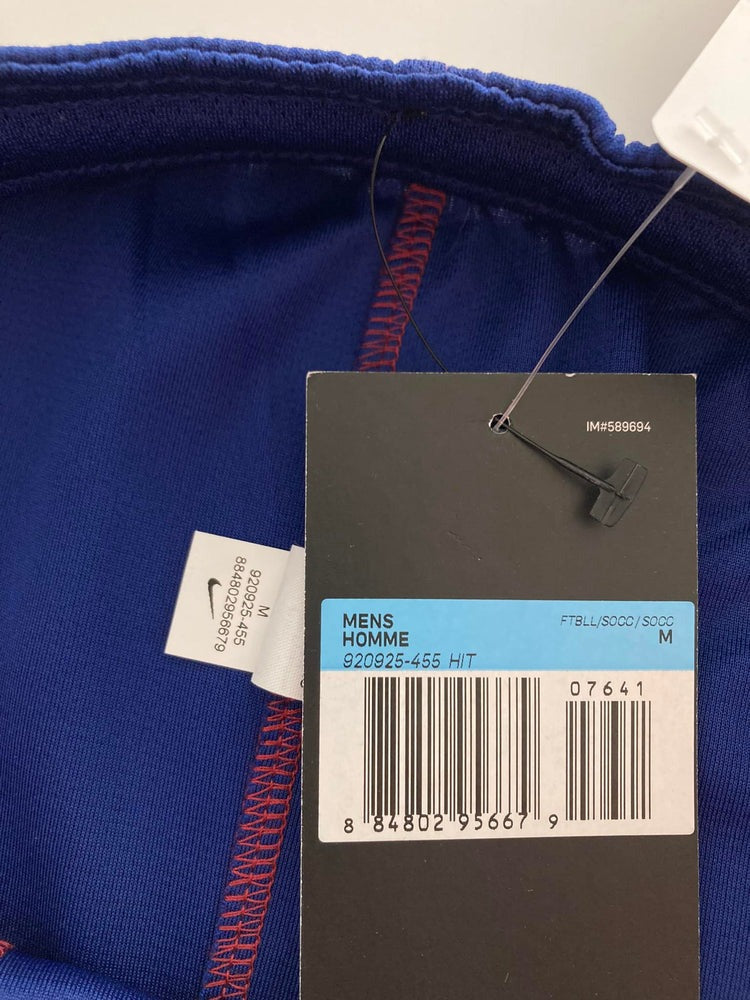 IM#589694
MENS
HOMME
920925-455 HIT
FTBLL/SOCC/SOCC
M
07641
8 84802 95667 9
M
920925-455
884802956679